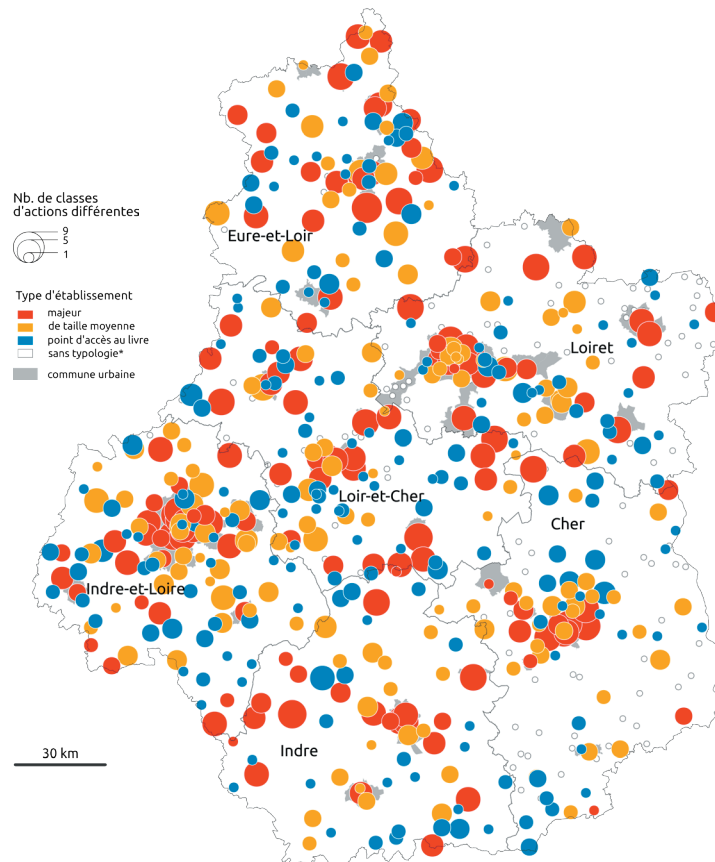 Nb. de classes
d'actions différentes
9
5
1
Type d'établissement
majeur
de taille moyenne
point d'accès au livre
sans typologie*
commune urbaine
Eure-et-Loir
Loiret
Loir-et-Cher
Cher
Indre-et-Loire
Indre
30 km